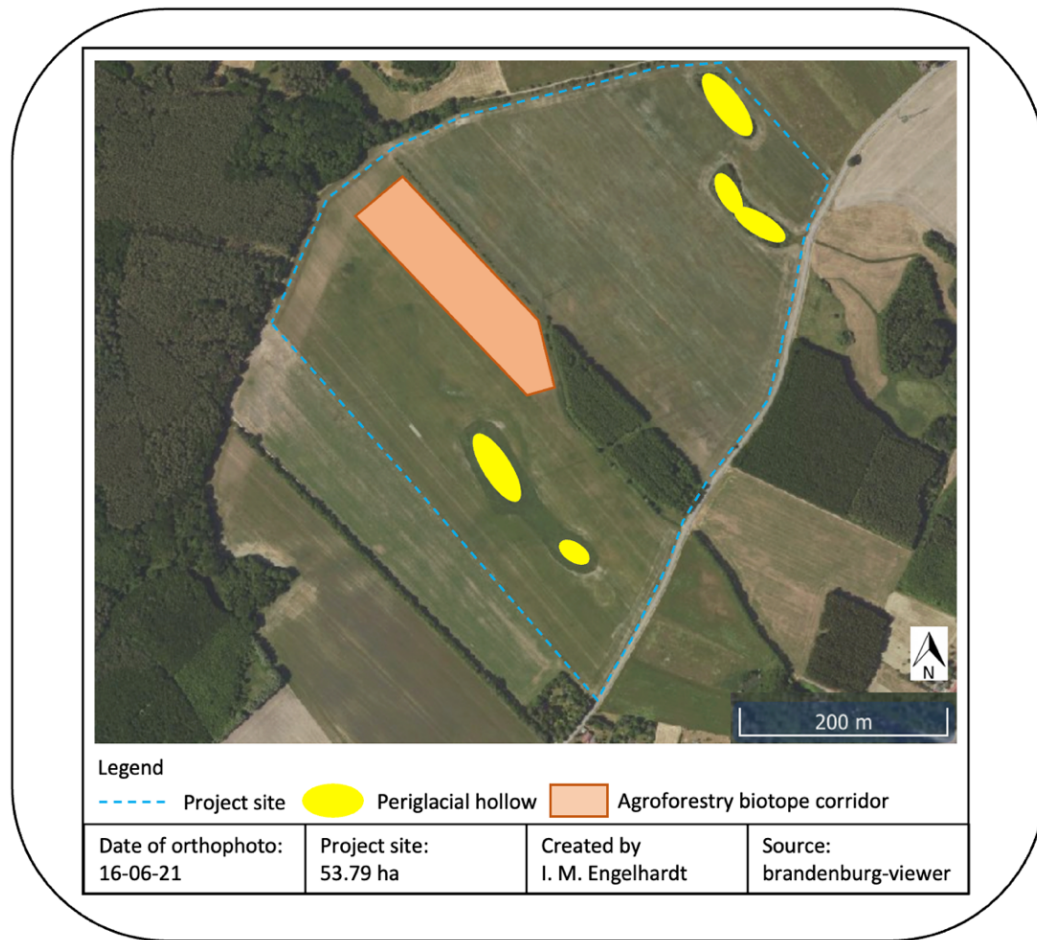 N
200 m
Legend
Project site
Periglacial hollow
Agroforestry biotope corridor
Date of orthophoto:
16-06-21
Project site:
53.79 ha
Created by
I. M. Engelhardt
Source:
brandenburg-viewer